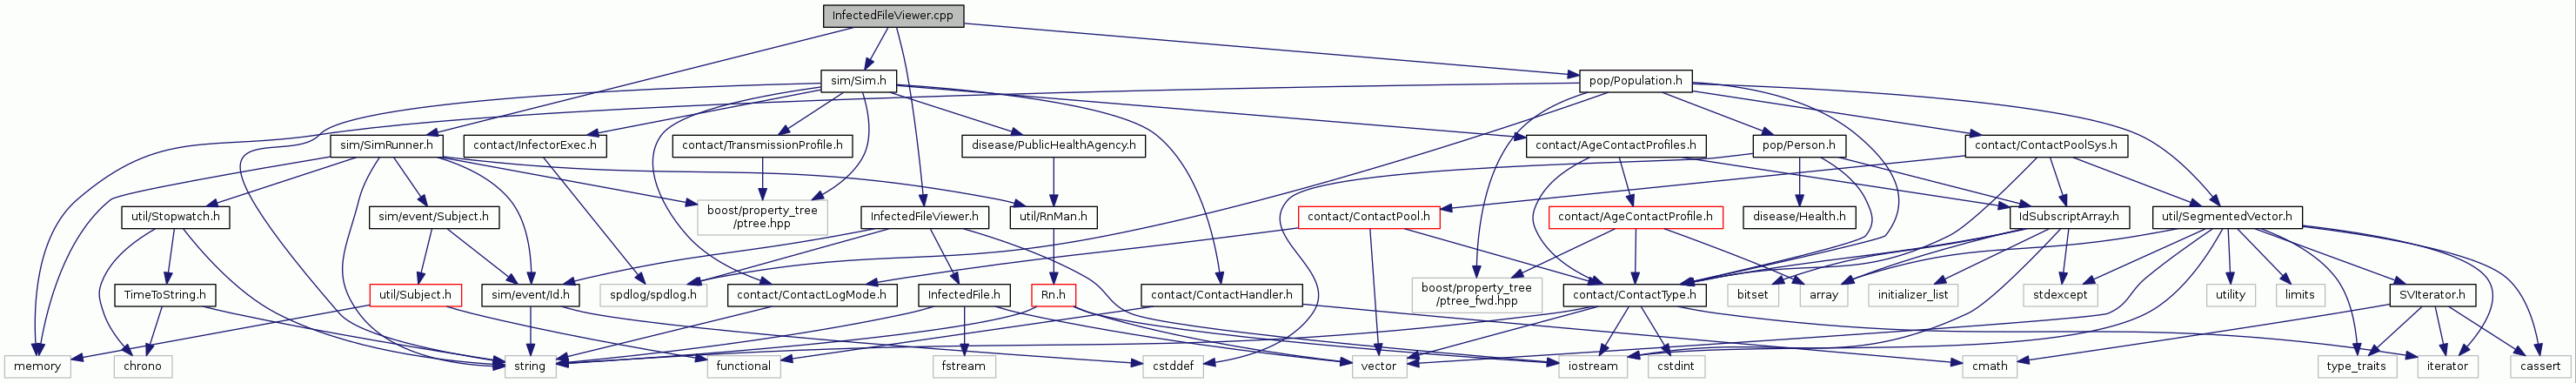 InfectedFileViewer.cpp
sim/Sim.h
pop/Population.h
sim/SimRunner.h
contact/InfectorExec.h
contact/TransmissionProfile.h
disease/PublicHealthAgency.h
contact/AgeContactProfiles.h
pop/Person.h
contact/ContactPoolSys.h
util/Stopwatch.h
sim/event/Subject.h
boost/property_tree
/ptree.hpp
InfectedFileViewer.h
util/RnMan.h
contact/ContactPool.h
contact/AgeContactProfile.h
disease/Health.h
IdSubscriptArray.h
util/SegmentedVector.h
TimeToString.h
util/Subject.h
sim/event/Id.h
spdlog/spdlog.h
contact/ContactLogMode.h
InfectedFile.h
Rn.h
contact/ContactHandler.h
boost/property_tree
/ptree_fwd.hpp
contact/ContactType.h
bitset
array
initializer_list
stdexcept
utility
limits
SVIterator.h
memory
chrono
string
functional
fstream
cstddef
vector
iostream
cstdint
cmath
type_traits
iterator
cassert